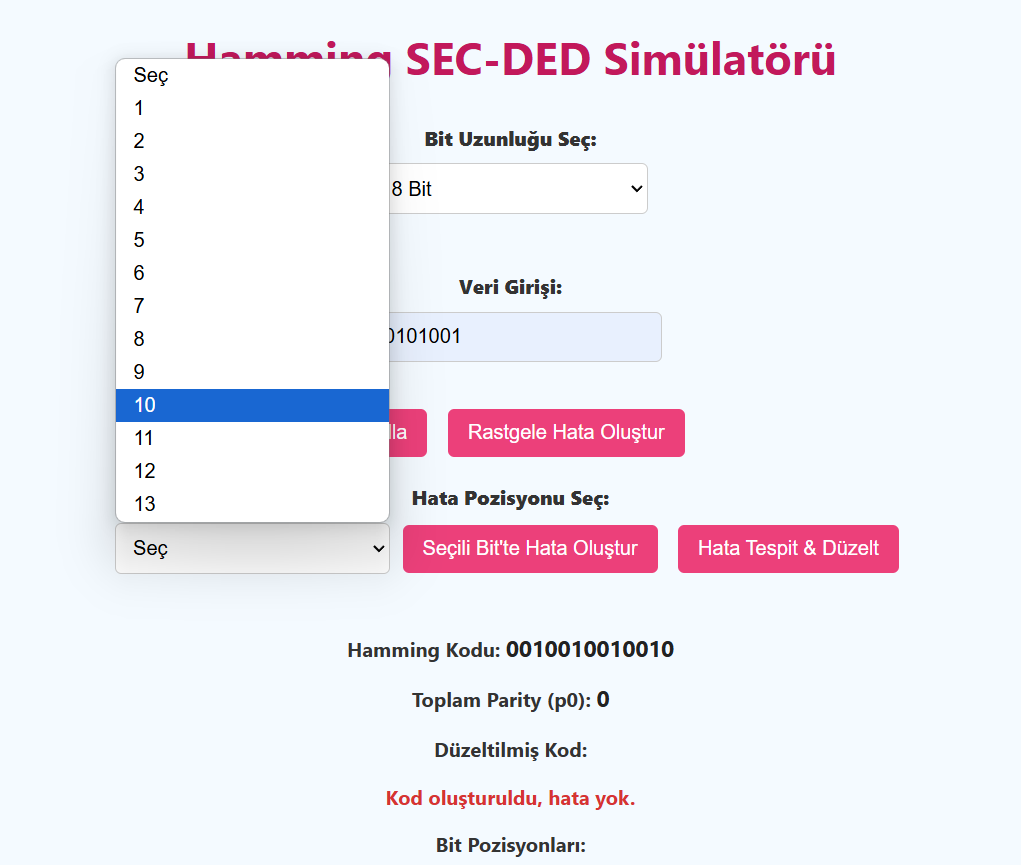 Hamming SEC-DED Simülatörü
Seç
1
2
3
4
5
6
7
8
9
10
11
12
13
Bit Uzunluğu Seç:
8 Bit
Veri Girişi:
0101001
Rastgele Hata Oluştur
Hata Pozisyonu Seç:
Seç
Seçili Bit'te Hata Oluştur
Hata Tespit & Düzelt
Hamming Kodu: 0010010010010
Toplam Parity (p0): 0
Düzeltilmiş Kod:
Kod oluşturuldu, hata yok.
Bit Pozisyonları: